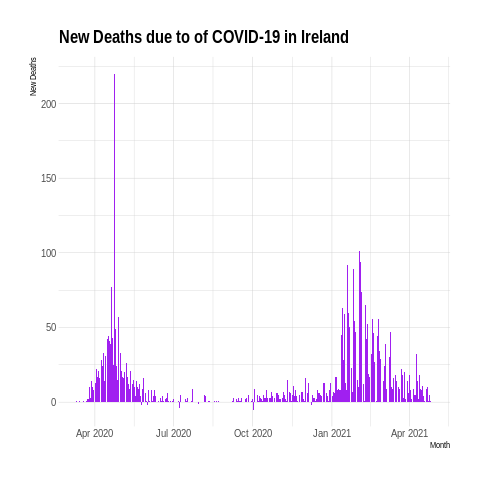 New Deaths due to of COVID-19 in Ireland
New Deaths
200
150
100
50
0
Apr 2020 Jul 2020 Oct 2020 Jan 2021 Apr 2021
Month